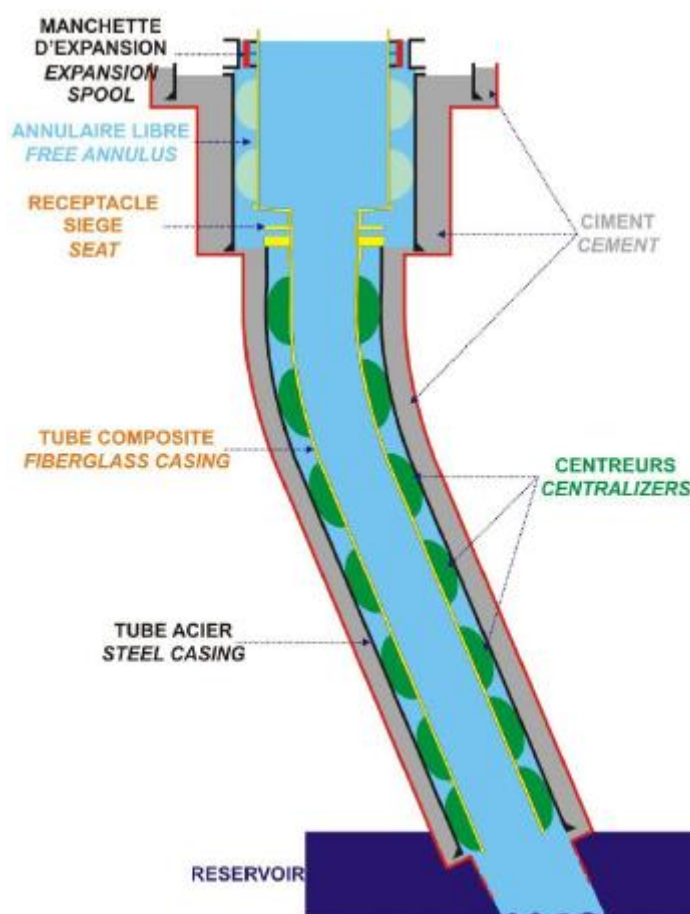 MANCHETTE
D'EXPANSION
EXPANSION
SPOOL
ANNULAIRE LIBRE
FREE ANNULUS
RECEPTACLE
SIEGE
SEAT
CIMENT
CEMENT
TUBE COMPOSITE
FIBERGLASS CASING
CENTREURS
CENTRALIZERS
TUBE ACIER
STEEL CASING
RESERVOIR